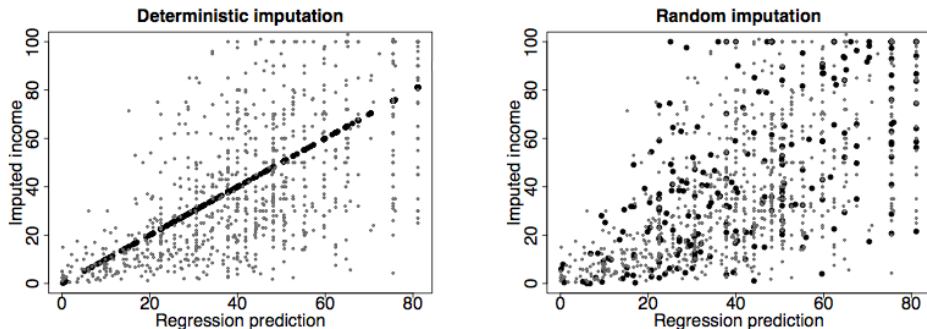 Deterministic imputation
Imputed income
100
80
60
40
20
0
0 20 40 60 80
Regression prediction
Random imputation
Imputed income
100
80
60
40
20
0
0 20 40 60 80
Regression prediction